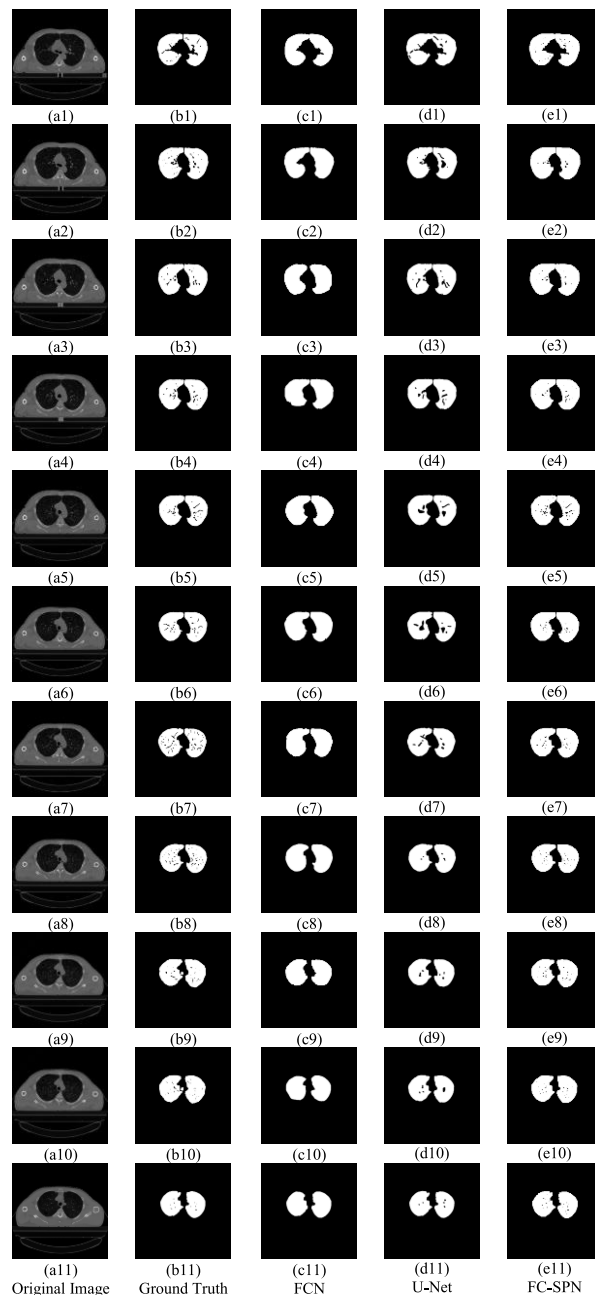 (a1) (b1) (c1) (d1) (e1)
(a2) (b2) (c2) (d2) (e2)
(a3) (b3) (c3) (d3) (e3)
(a4) (b4) (c4) (d4) (e4)
(a5) (b5) (c5) (d5) (e5)
(a6) (b6) (c6) (d6) (e6)
(a7) (b7) (c7) (d7) (e7)
(a8) (b8) (c8) (d8) (e8)
(a9) (b9) (c9) (d9) (e9)
(a10) (b10) (c10) (d10) (e10)
(a11) (b11) (c11) (d11) (e11)
Original Image Ground Truth FCN U-Net FC-SPN